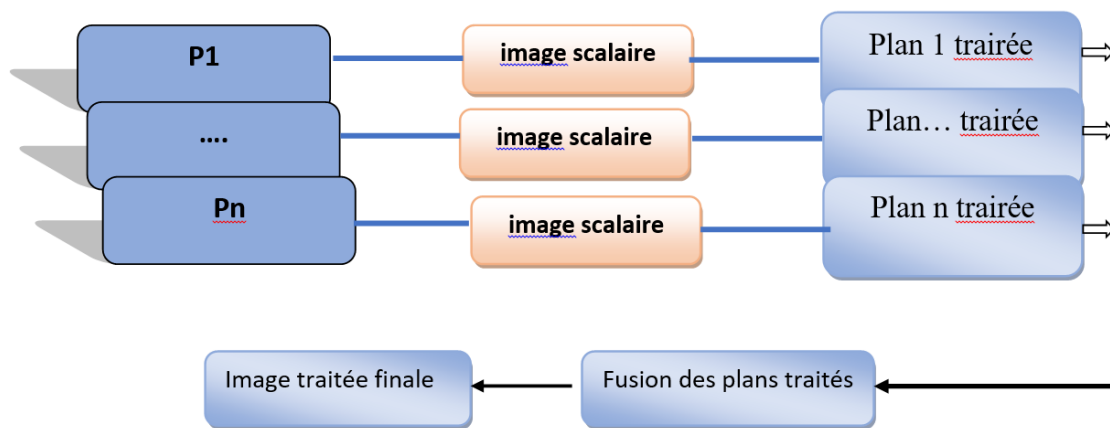 P1
image scalaire
Plan 1 trairée
....
image scalaire
Plan... trairée
Pn
image scalaire
Plan n trairée
Image traitée finale
Fusion des plans traités